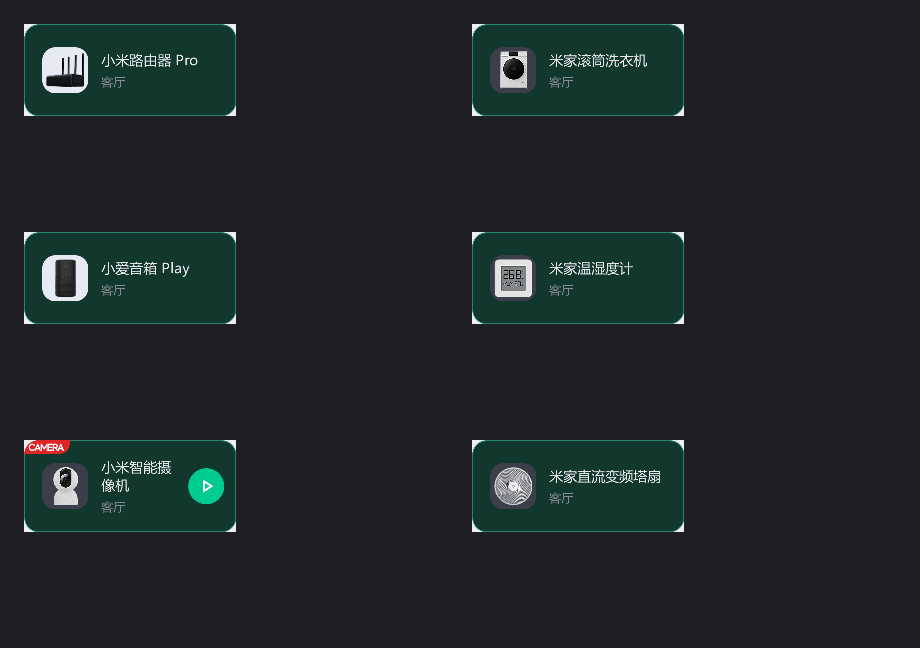 小米路由器 Pro
客厅
米家滚筒洗衣机
客厅
小爱音箱 Play
客厅
米家温湿度计
客厅
26.8
CAMERA
小米智能摄
像机
客厅
米家直流变频塔扇
客厅